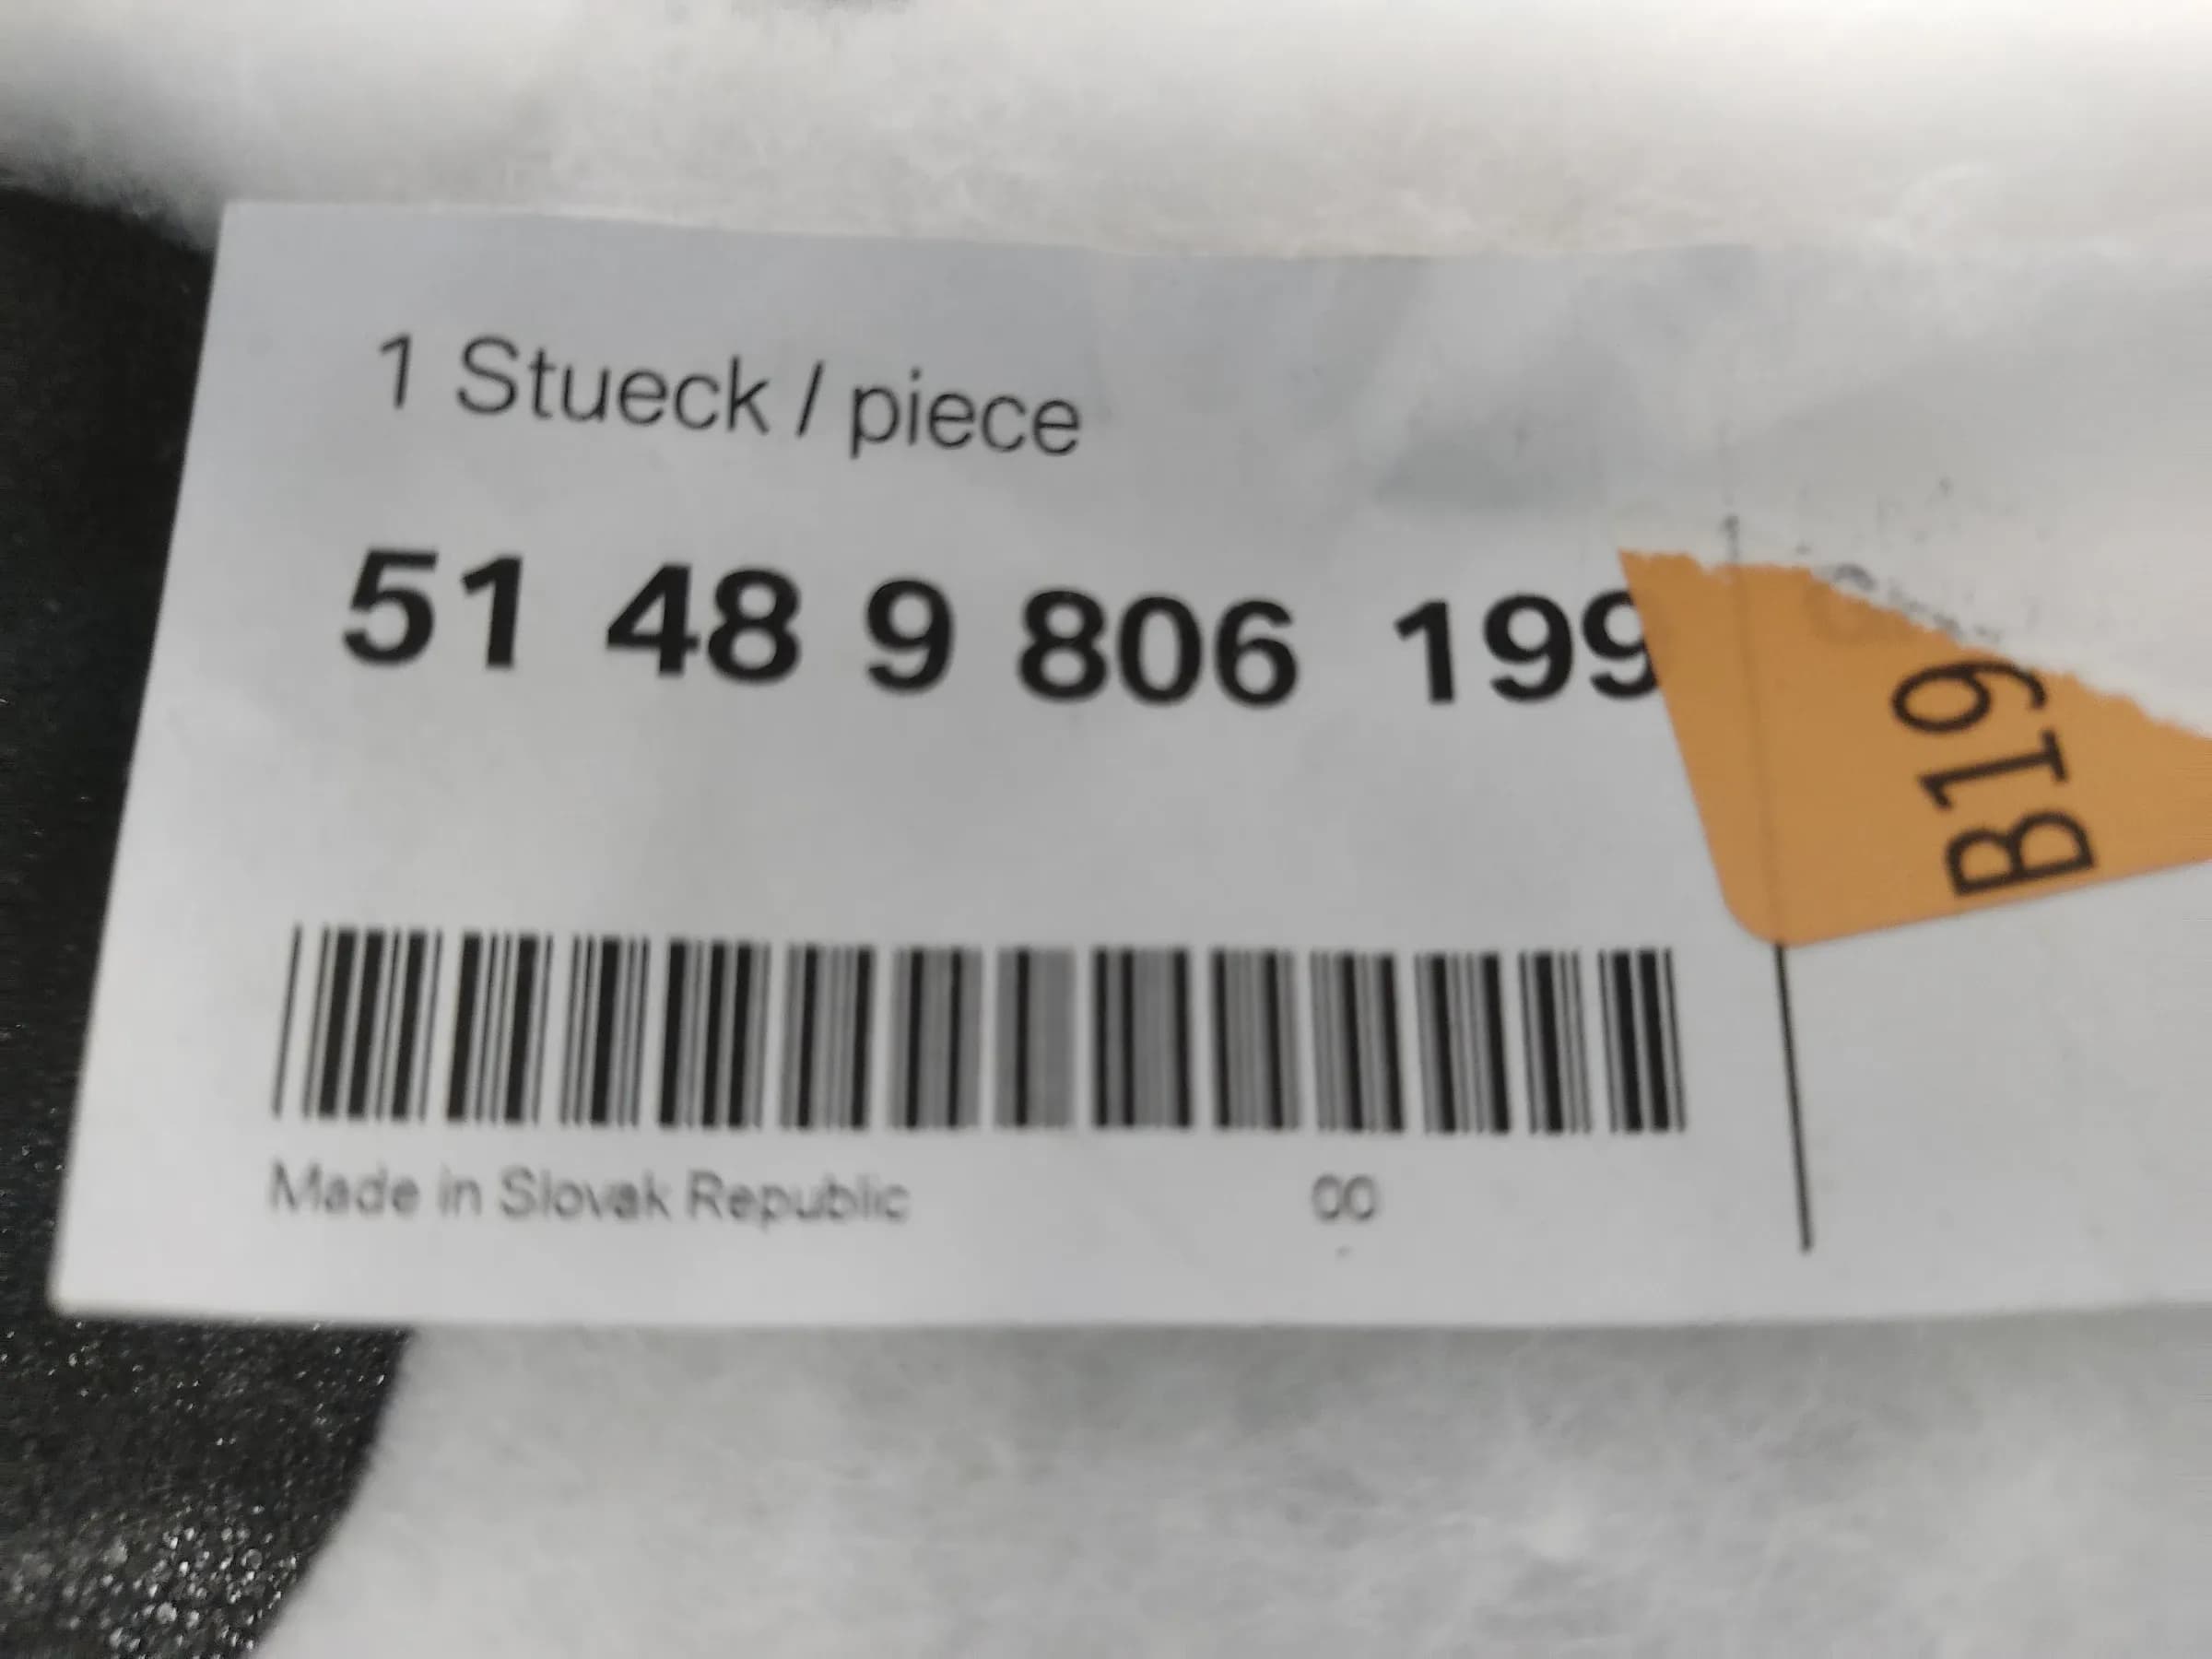 1 Stueck / piece
51 48 9 806 199
B19
Made in Slovak Republic 00